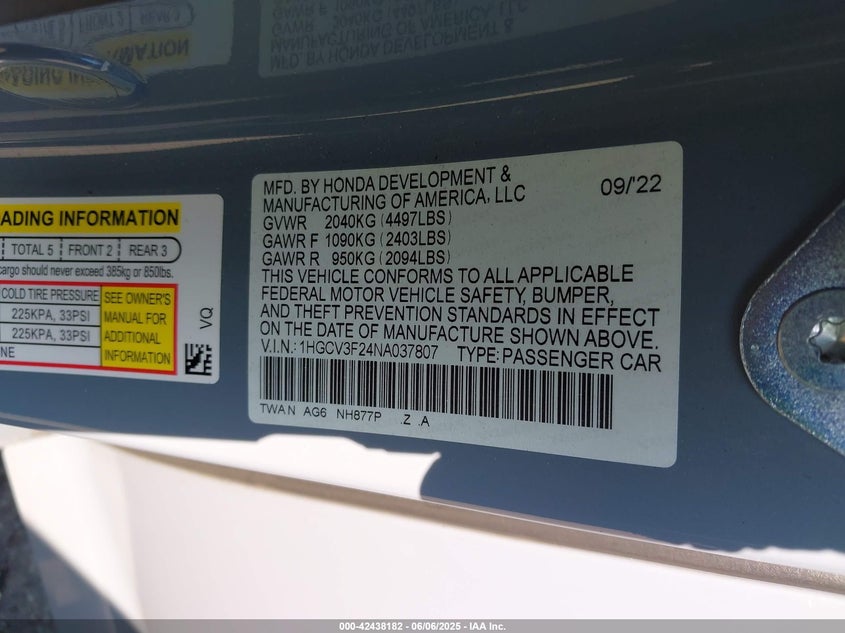 MFD. BY HONDA DEVELOPMENT &
MANUFACTURING OF AMERICA, LLC
09/'22
GVWR 2040KG (4497LBS)
GAWR F 1090KG (2403LBS)
GAWR R 950KG (2094LBS)
THIS VEHICLE CONFORMS TO ALL APPLICABLE
FEDERAL MOTOR VEHICLE SAFETY, BUMPER,
AND THEFT PREVENTION STANDARDS IN EFFECT
ON THE DATE OF MANUFACTURE SHOWN ABOVE.
V.I.N.: 1HGCV3F24NA037807 TYPE: PASSENGER CAR
TWAN AG6 NH877P .Z .A
ADING INFORMATION
TOTAL 5 FRONT 2 REAR 3
cargo should never exceed 385kg or 850lbs.
COLD TIRE PRESSURE
225KPA, 33PSI
225KPA, 33PSI
NE
SEE OWNER'S
MANUAL FOR
ADDITIONAL
INFORMATION
VQ
000-42438182 - 06/06/2025 - IAA Inc.